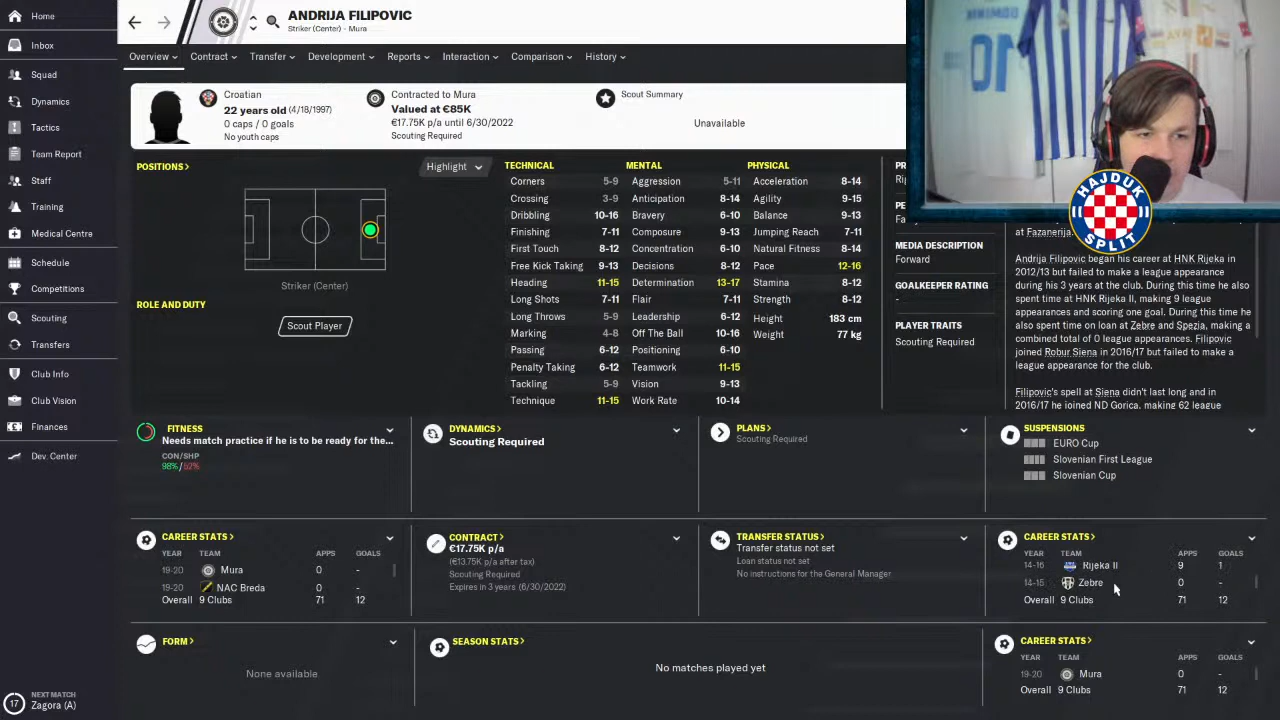 Home
Inbox
Squad
Dynamics
Tactics
Team Report
Staff
Training
Medical Centre
Schedule
Competitions
Scouting
Transfers
Club Info
Club Vision
Finances
Dev. Center
17
NEXT MATCH
Zagora (A)
ANDRIJA FILIPOVIC
Striker (Center) - Mura
Overview Contract Transfer Development Reports Interaction Comparison History
Croatian
22 years old (4/18/1997)
0 caps / 0 goals
No youth caps
Contracted to Mura
Valued at €85K
€17.75K p/a until 6/30/2022
Scouting Required
Scout Summary
Unavailable
POSITIONS
Highlight
Striker (Center)
ROLE AND DUTY
Scout Player
TECHNICAL
Corners 5-9
Crossing 3-9
Dribbling 10-16
Finishing 7-11
First Touch 8-12
Free Kick Taking 9-13
Heading 11-15
Long Shots 7-11
Long Throws 5-9
Marking 4-8
Passing 6-12
Penalty Taking 6-12
Tackling 5-9
Technique 11-15
MENTAL
Aggression 5-11
Anticipation 8-14
Bravery 6-10
Composure 9-13
Concentration 6-10
Decisions 8-12
Determination 13-17
Flair 7-11
Leadership 6-12
Off The Ball 10-16
Positioning 6-10
Teamwork 11-15
Vision 9-13
Work Rate 10-14
PHYSICAL
Acceleration 8-14
Agility 9-15
Balance 9-13
Jumping Reach 7-11
Natural Fitness 8-14
Pace 12-16
Stamina 8-12
Strength 8-12
Height 183 cm
Weight 77 kg
MEDIA DESCRIPTION
Forward
GOALKEEPER RATING
-
PLAYER TRAITS
Scouting Required
at Fazanerija.
Andrija Filipovic began his career at HNK Rijeka in
2012/13 but failed to make a league appearance
during his 3 years at the club. During this time he also
spent time at HNK Rijeka II, making 9 league
appearances and scoring one goal. During this time he
also spent time on loan at Zebre and Spezia, making a
combined total of 0 league appearances. Filipovic
joined Robur Siena in 2016/17 but failed to make a
league appearance for the club.
Filipovic's spell at Siena didn't last long and in
2016/17 he joined ND Gorica, making 62 league
10
HAJDUK
SPLIT
FITNESS
Needs match practice if he is to be ready for the...
CON/SHP
98%/52%
DYNAMICS
Scouting Required
PLANS
Scouting Required
SUSPENSIONS
EURO Cup
Slovenian First League
Slovenian Cup
CAREER STATS
YEAR TEAM APPS GOALS
19-20 Mura 0 -
19-20 NAC Breda 0 -
Overall 9 Clubs 71 12
CONTRACT
€17.75K p/a
(€13.75K p/a after tax)
Scouting Required
Expires in 3 years (6/30/2022)
TRANSFER STATUS
Transfer status not set
Loan status not set
No instructions for the General Manager
CAREER STATS
YEAR TEAM APPS GOALS
14-16 Rijeka II 9 1
14-15 Zebre 0 -
Overall 9 Clubs 71 12
FORM
None available
SEASON STATS
No matches played yet
CAREER STATS
YEAR TEAM APPS GOALS
19-20 Mura 0 -
Overall 9 Clubs 71 12